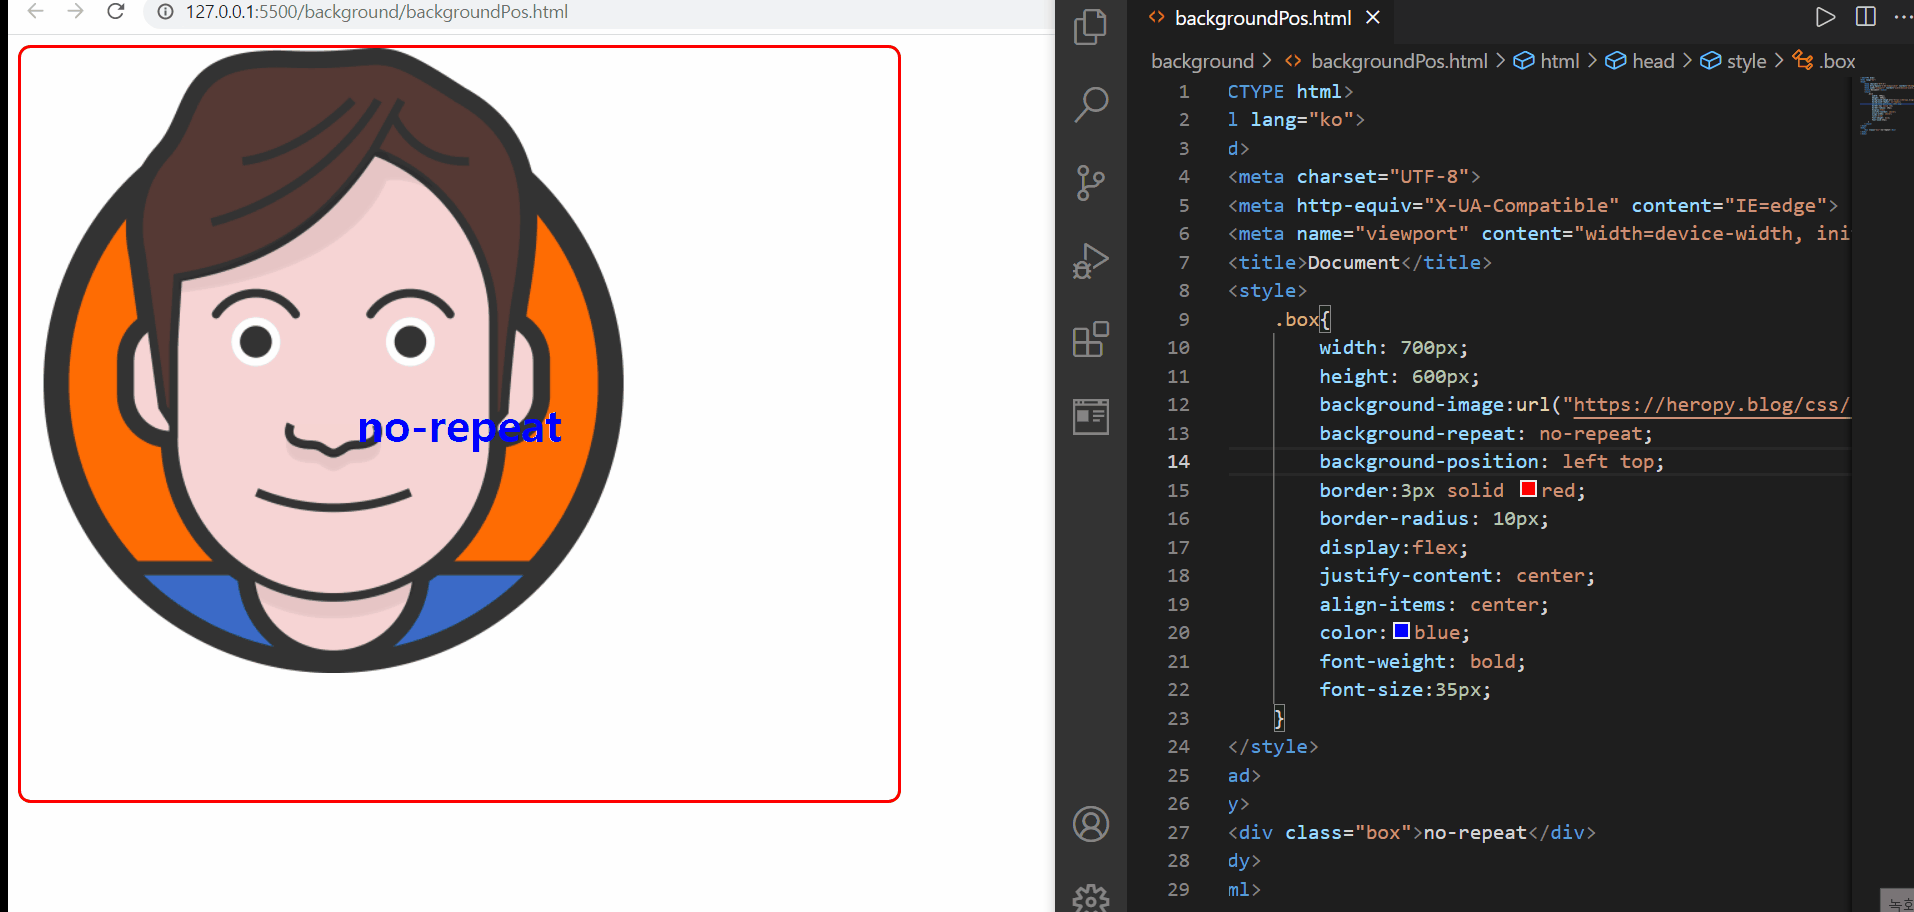 127.0.0.1:5500/background/backgroundPos.html
no-repeat
backgroundPos.html
background > backgroundPos.html > html > head > style > .box
1 CTYPE html>
2 l lang="ko">
3 d>
4 <meta charset="UTF-8">
5 <meta http-equiv="X-UA-Compatible" content="IE=edge">
6 <meta name="viewport" content="width=device-width, ini
7 <title>Document</title>
8 <style>
9 .box{
10 width: 700px;
11 height: 600px;
12 background-image:url("https://heropy.blog/css/
13 background-repeat: no-repeat;
14 background-position: left top;
15 border:3px solid red;
16 border-radius: 10px;
17 display:flex;
18 justify-content: center;
19 align-items: center;
20 color:blue;
21 font-weight: bold;
22 font-size:35px;
23 }
24 </style>
25 ad>
26 y>
27 <div class="box">no-repeat</div>
28 dy>
29 ml>